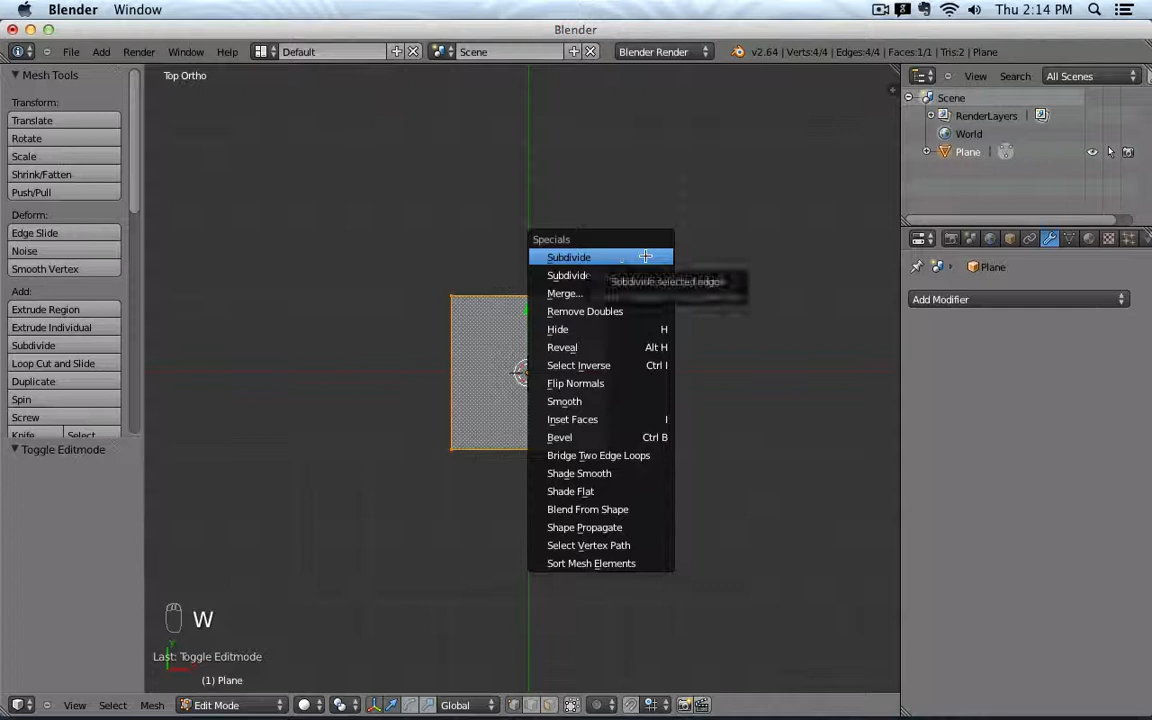 Blender Window Thu 2:14 PM
Blender
File Add Render Window Help Default Scene Blender Render v2.64 | Verts:4/4 | Edges:4/4 | Faces:1/1 | Tris:2 | Plane
Mesh Tools
Transform:
Translate
Rotate
Scale
Shrink/Fatten
Push/Pull
Deform:
Edge Slide
Noise
Smooth Vertex
Add:
Extrude Region
Extrude Individual
Subdivide
Loop Cut and Slide
Duplicate
Spin
Screw
Knife Select
Toggle Editmode
Top Ortho
Specials
Subdivide
Subdivide
Merge...
Remove Doubles
Hide H
Reveal Alt H
Select Inverse Ctrl I
Flip Normals
Smooth
Inset Faces I
Bevel Ctrl B
Bridge Two Edge Loops
Shade Smooth
Shade Flat
Blend From Shape
Shape Propagate
Select Vertex Path
Sort Mesh Elements
W
Y
Last: Toggle Editmode
(1) Plane
View Select Mesh Edit Mode Global
View Search All Scenes
Scene
RenderLayers |
World
Plane |
Plane
Add Modifier